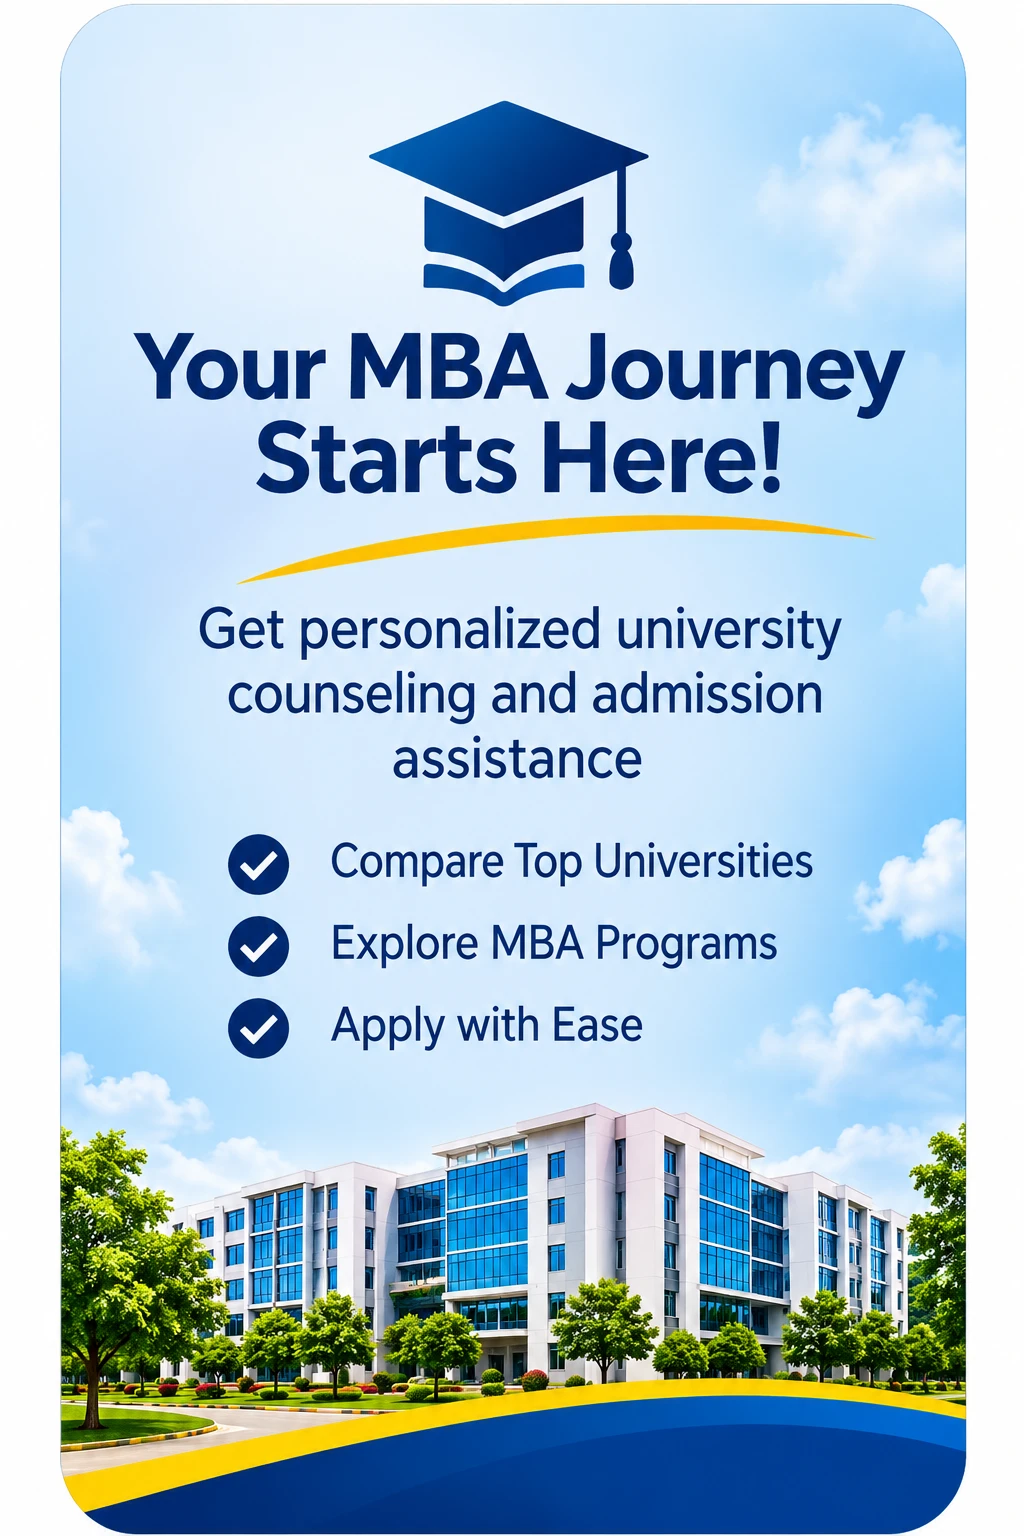 Your MBA Journey
Starts Here!
Get personalized university
counseling and admission
assistance
Compare Top Universities
Explore MBA Programs
Apply with Ease